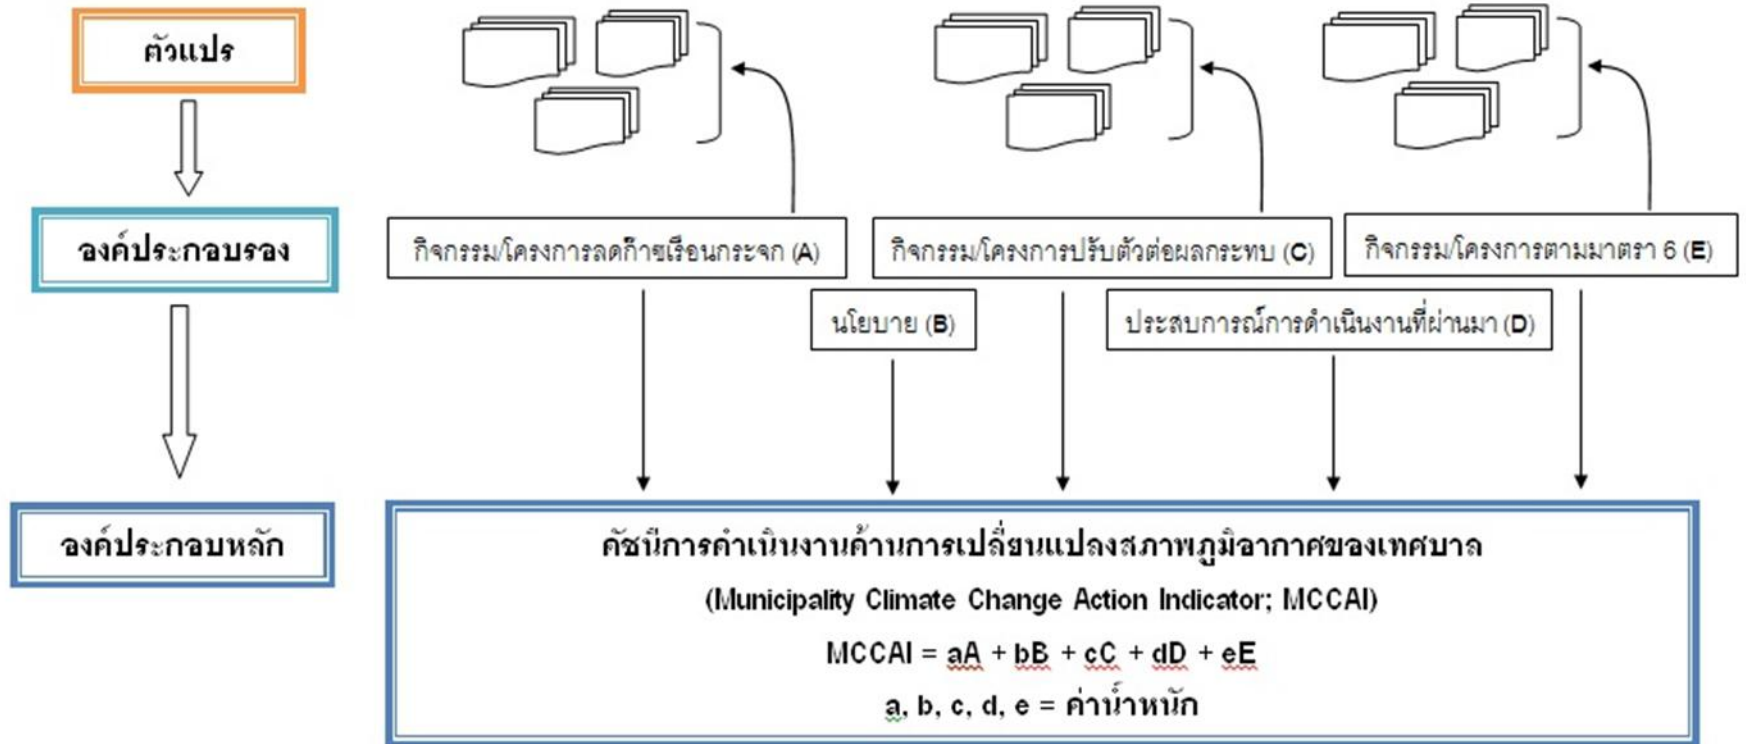 ตัวแปร
องค์ประกอบรอง
กิจกรรม/โครงการลดก๊าซเรือนกระจก (A)
กิจกรรม/โครงการปรับตัวต่อผลกระทบ (C)
กิจกรรม/โครงการตามมาตรา 6 (E)
นโยบาย (B)
ประสบการณ์การดำเนินงานที่ผ่านมา (D)
องค์ประกอบหลัก
ดัชนีการดำเนินงานด้านการเปลี่ยนแปลงสภาพภูมิอากาศของเทศบาล
(Municipality Climate Change Action Indicator; MCCAI)
MCCAI = aA + bB + cC + dD + eE
a, b, c, d, e = ค่าน้ำหนัก